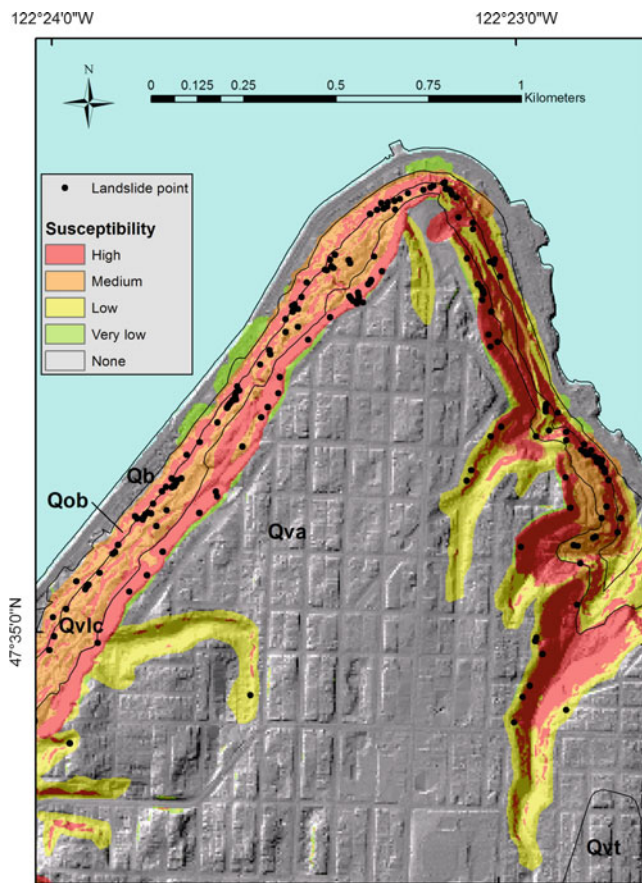 122°24'0"W 122°23'0"W
N
0 0.125 0.25 0.5 0.75 1
Kilometers
Landslide point
Susceptibility
High
Medium
Low
Very low
None
Qb
Qob
Qva
Qvlc
47°35'0"N
Qvt